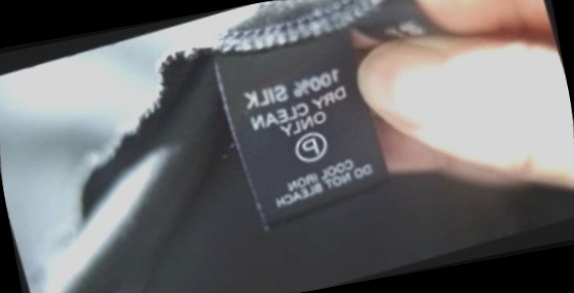 100% SILK
DRY CLEAN
ONLY
P
COOL IRON
DO NOT BLEACH